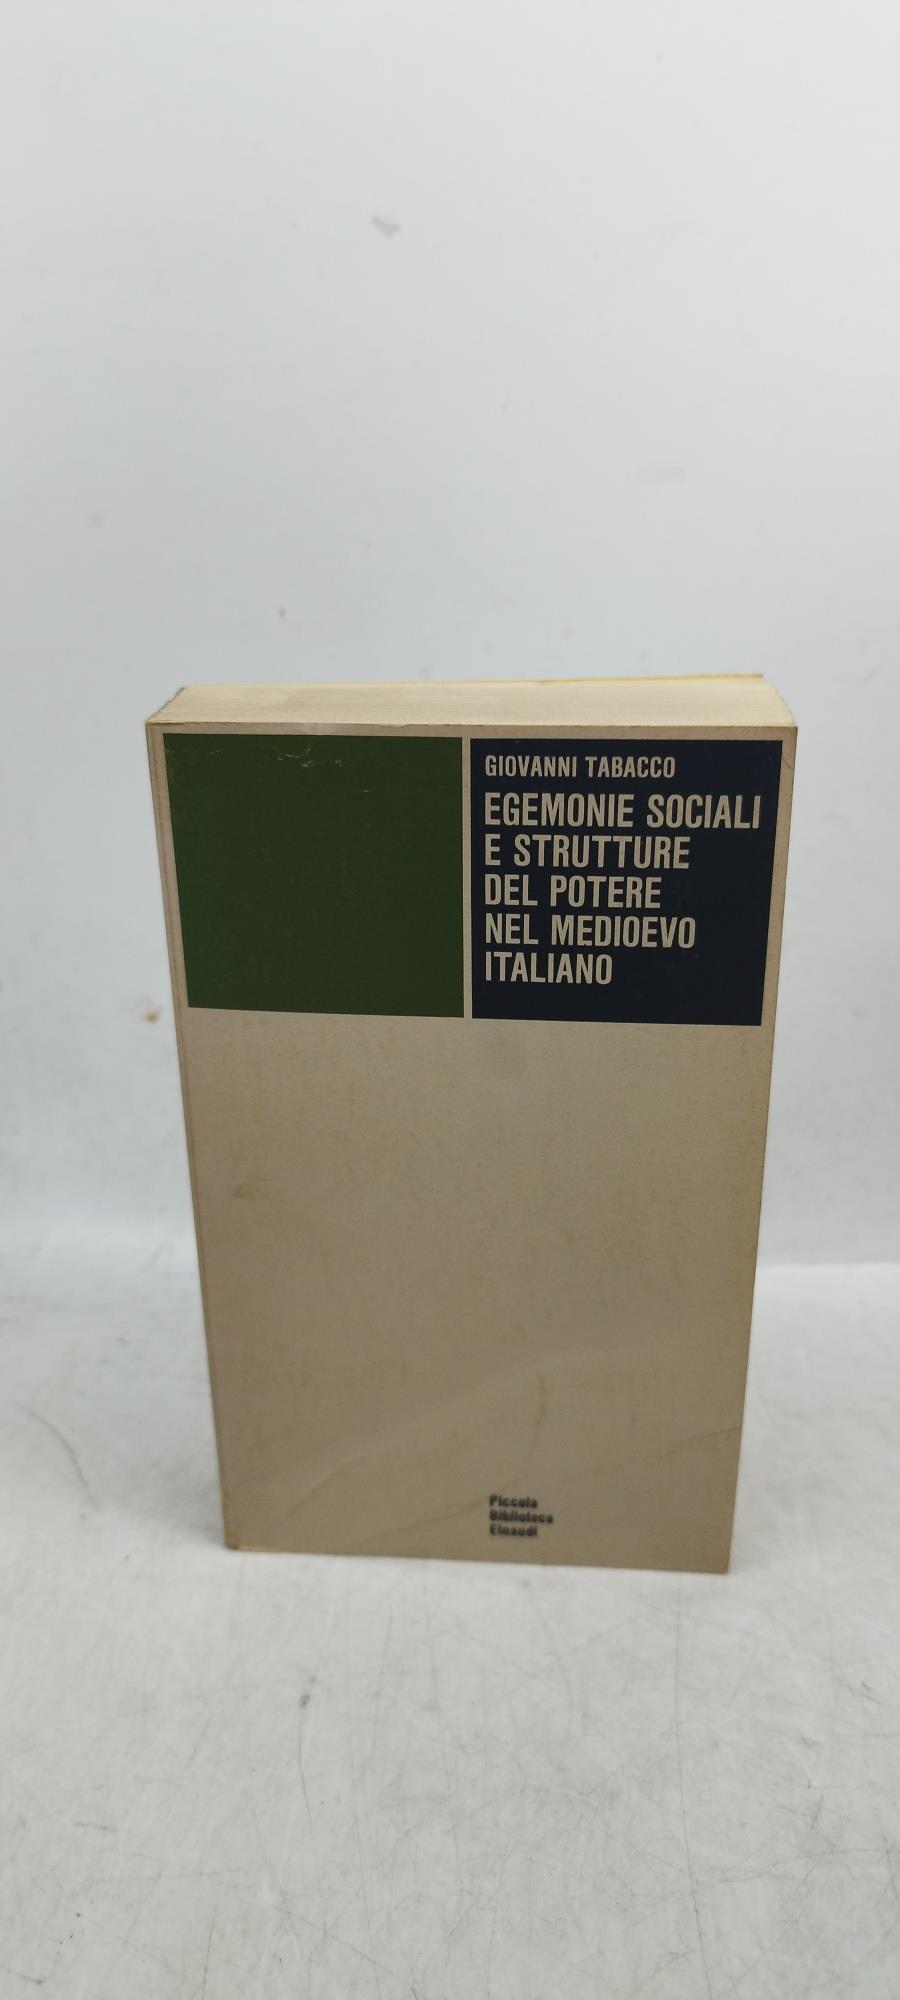 GIOVANNI TABACCO
EGEMONIE SOCIALI
E STRUTTURE
DEL POTERE
NEL MEDIOEVO
ITALIANO
Piccola
Biblioteca
Einaudi